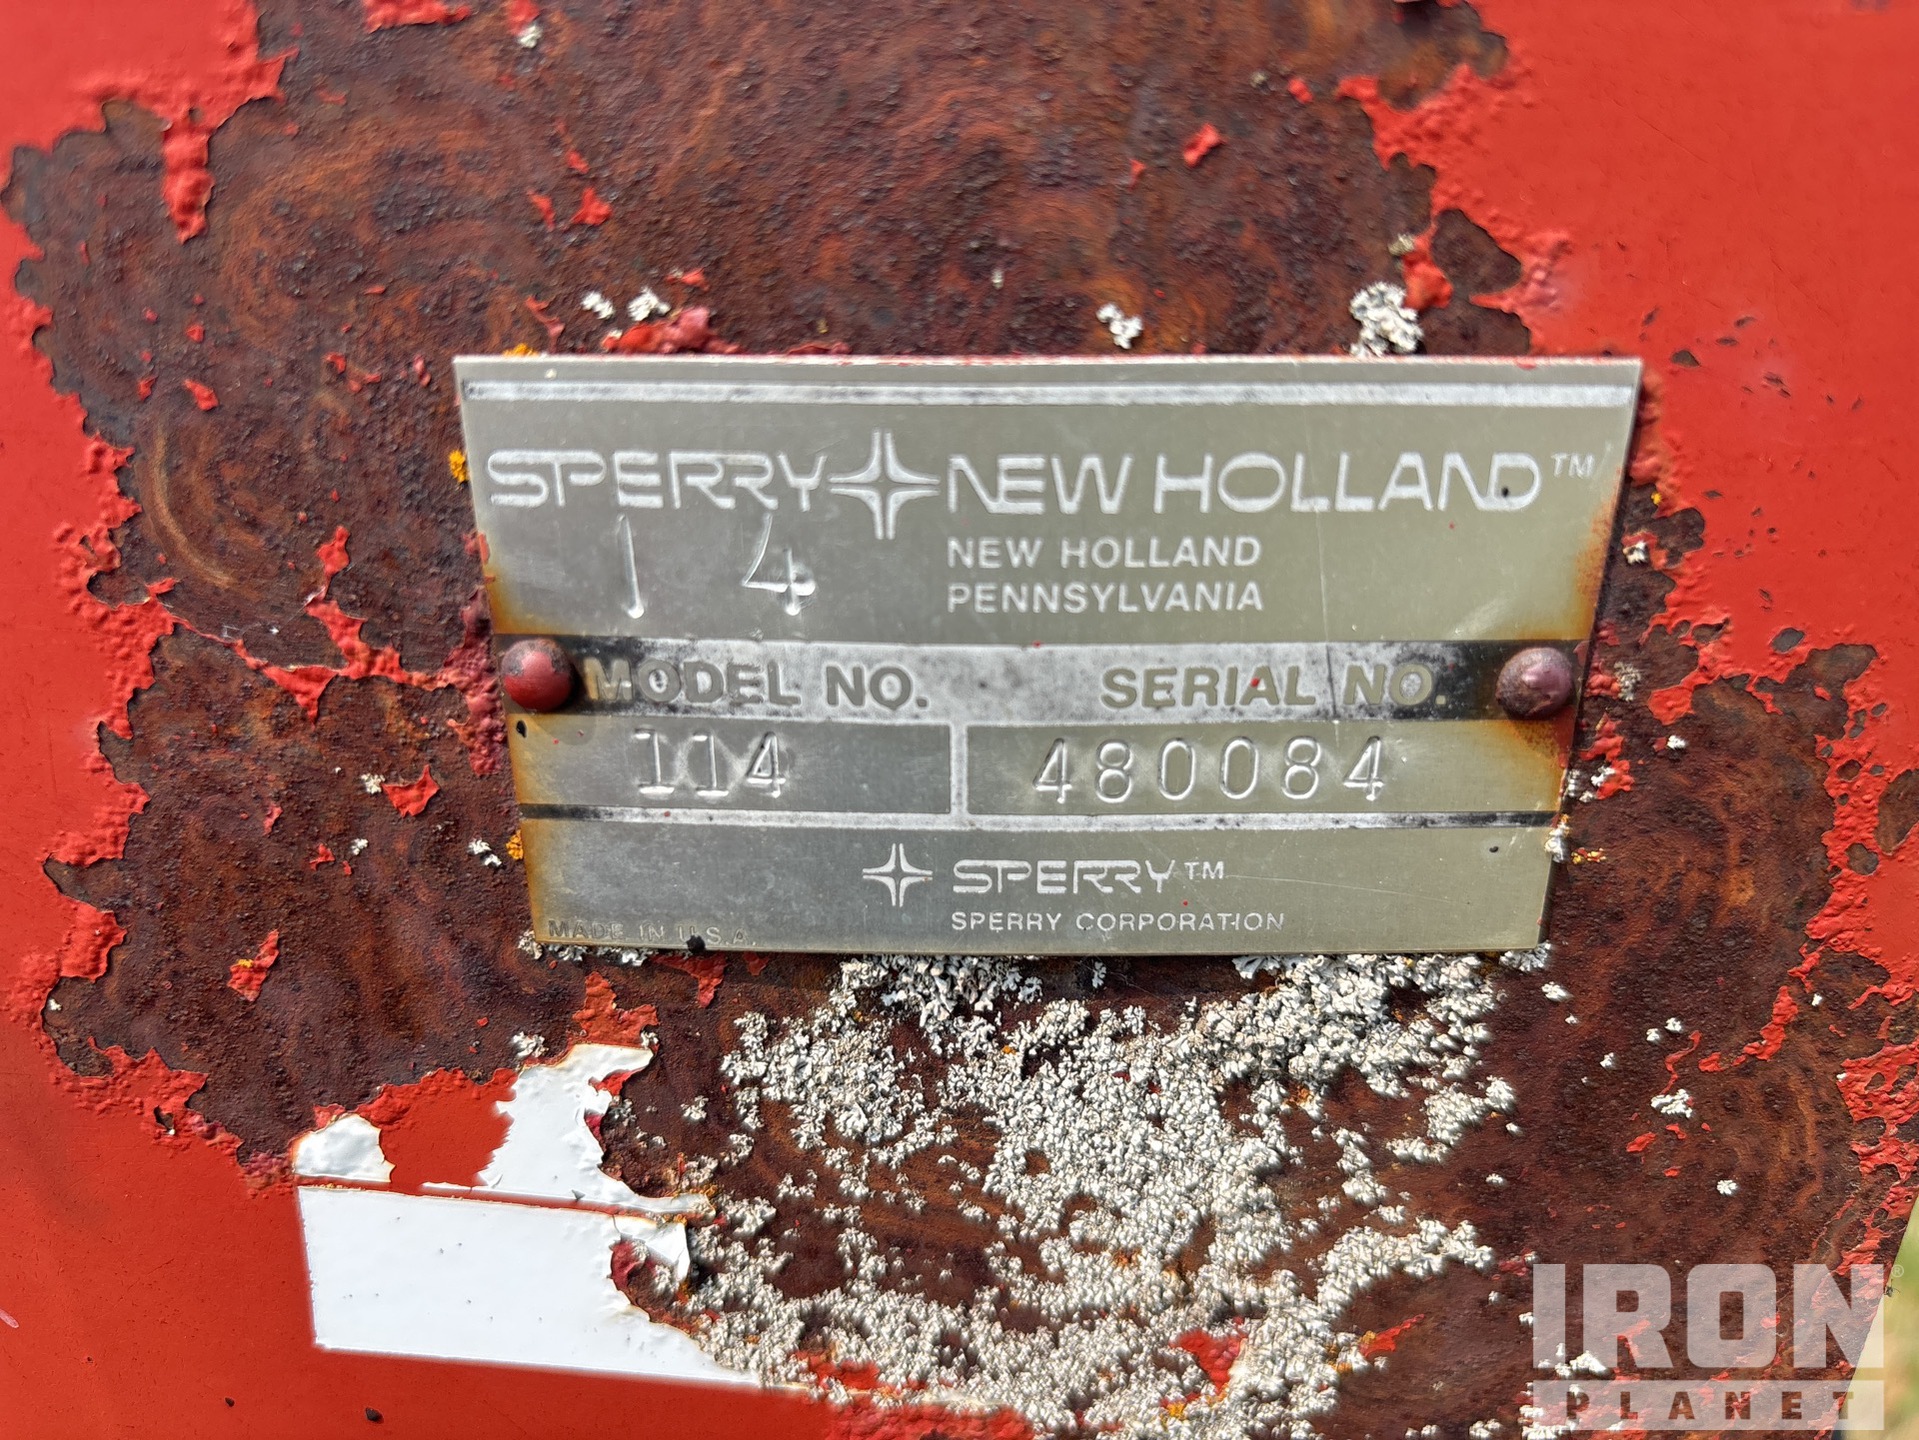 SPERRY NEW HOLLAND™
1 4
NEW HOLLAND
PENNSYLVANIA
MODEL NO. SERIAL NO.
114 480084
SPERRY™
SPERRY CORPORATION
MADE IN U.S.A.
IRON®
PLANET